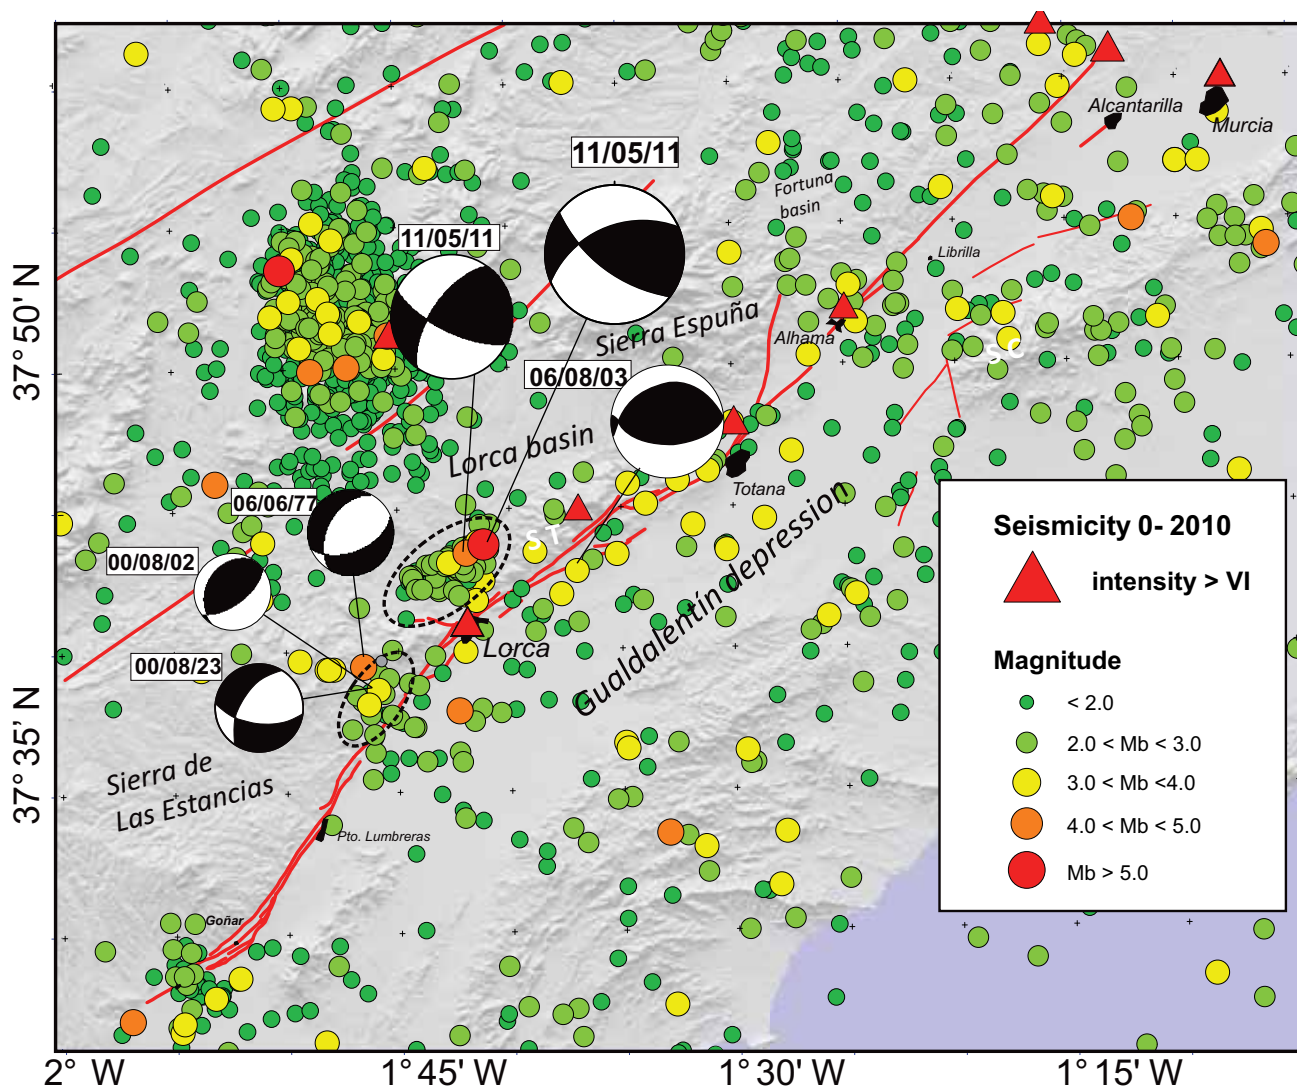 Alcantarilla
Murcia
11/05/11
Fortuna
basin
11/05/11
Librilla
37° 50' N
Sierra Espuña
Alhama
S C
06/08/03
Lorca basin
Totana
06/06/77
Gualdalentín depression
S T
00/08/02
Lorca
00/08/23
37° 35' N
Sierra de
Las Estancias
Pto. Lumbreras
Goñar
Seismicity 0- 2010
intensity > VI
Magnitude
< 2.0
2.0 < Mb < 3.0
3.0 < Mb <4.0
4.0 < Mb < 5.0
Mb > 5.0
2° W
1°45' W
1°30' W
1°15' W